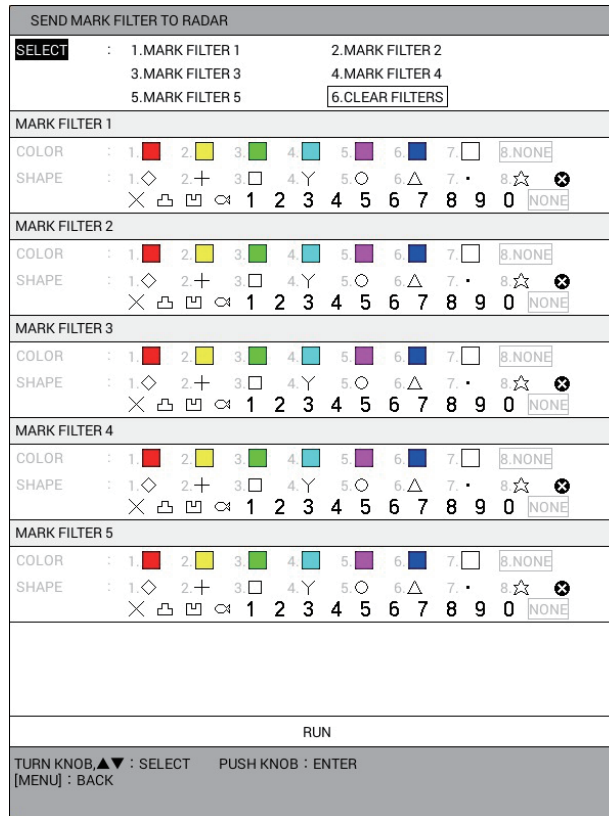 SEND MARK FILTER TO RADAR
SELECT : 1.MARK FILTER 1 2.MARK FILTER 2
3.MARK FILTER 3 4.MARK FILTER 4
5.MARK FILTER 5 6.CLEAR FILTERS
MARK FILTER 1
COLOR : 1. 2. 3. 4. 5. 6. 7. 8.NONE
SHAPE : 1. 2. 3. 4. 5. 6. 7. 8.
1 2 3 4 5 6 7 8 9 0 NONE
MARK FILTER 2
COLOR : 1. 2. 3. 4. 5. 6. 7. 8.NONE
SHAPE : 1. 2. 3. 4. 5. 6. 7. 8.
1 2 3 4 5 6 7 8 9 0 NONE
MARK FILTER 3
COLOR : 1. 2. 3. 4. 5. 6. 7. 8.NONE
SHAPE : 1. 2. 3. 4. 5. 6. 7. 8.
1 2 3 4 5 6 7 8 9 0 NONE
MARK FILTER 4
COLOR : 1. 2. 3. 4. 5. 6. 7. 8.NONE
SHAPE : 1. 2. 3. 4. 5. 6. 7. 8.
1 2 3 4 5 6 7 8 9 0 NONE
MARK FILTER 5
COLOR : 1. 2. 3. 4. 5. 6. 7. 8.NONE
SHAPE : 1. 2. 3. 4. 5. 6. 7. 8.
1 2 3 4 5 6 7 8 9 0 NONE
RUN
TURN KNOB,▲▼ : SELECT PUSH KNOB : ENTER
[MENU] : BACK